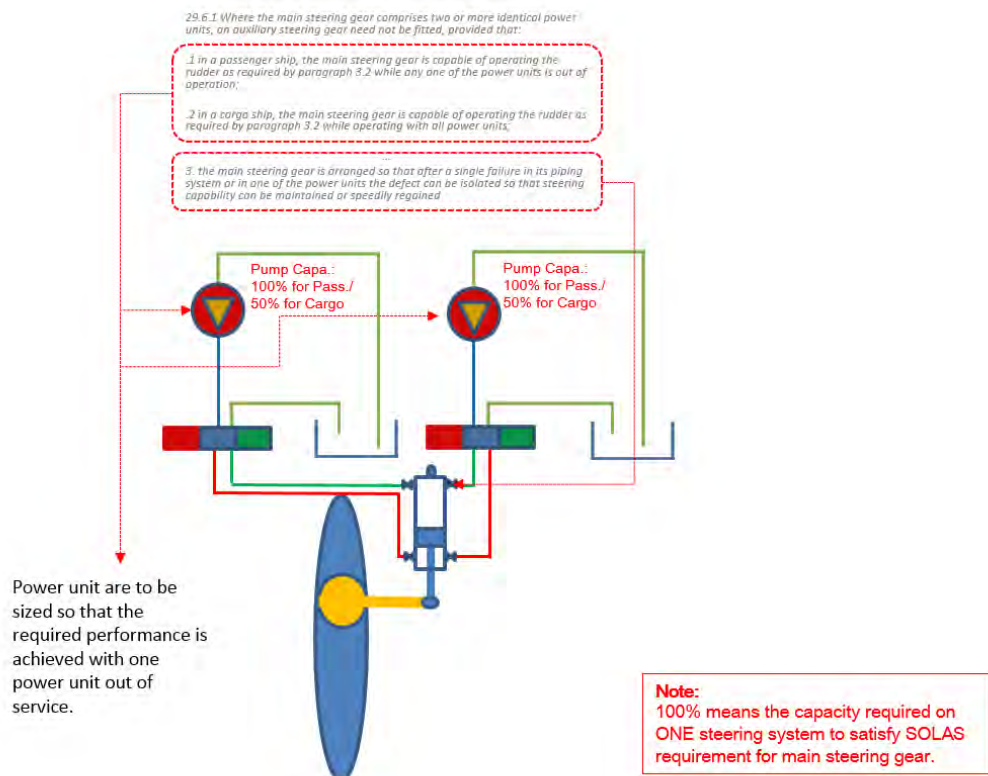 29.6.1 Where the main steering gear comprises two or more identical power
units, an auxiliary steering gear need not be fitted, provided that:
.1 in a passenger ship, the main steering gear is capable of operating the
rudder as required by paragraph 3.2 while any one of the power units is out of
operation;
.2 in a cargo ship, the main steering gear is capable of operating the rudder as
required by paragraph 3.2 while operating with all power units;
...
3. the main steering gear is arranged so that after a single failure in its piping
system or in one of the power units the defect can be isolated so that steering
capability can be maintained or speedily regained
Pump Capa.:
100% for Pass./
50% for Cargo
Pump Capa.:
100% for Pass./
50% for Cargo
Power unit are to be
sized so that the
required performance is
achieved with one
power unit out of
service.
Note:
100% means the capacity required on
ONE steering system to satisfy SOLAS
requirement for main steering gear.